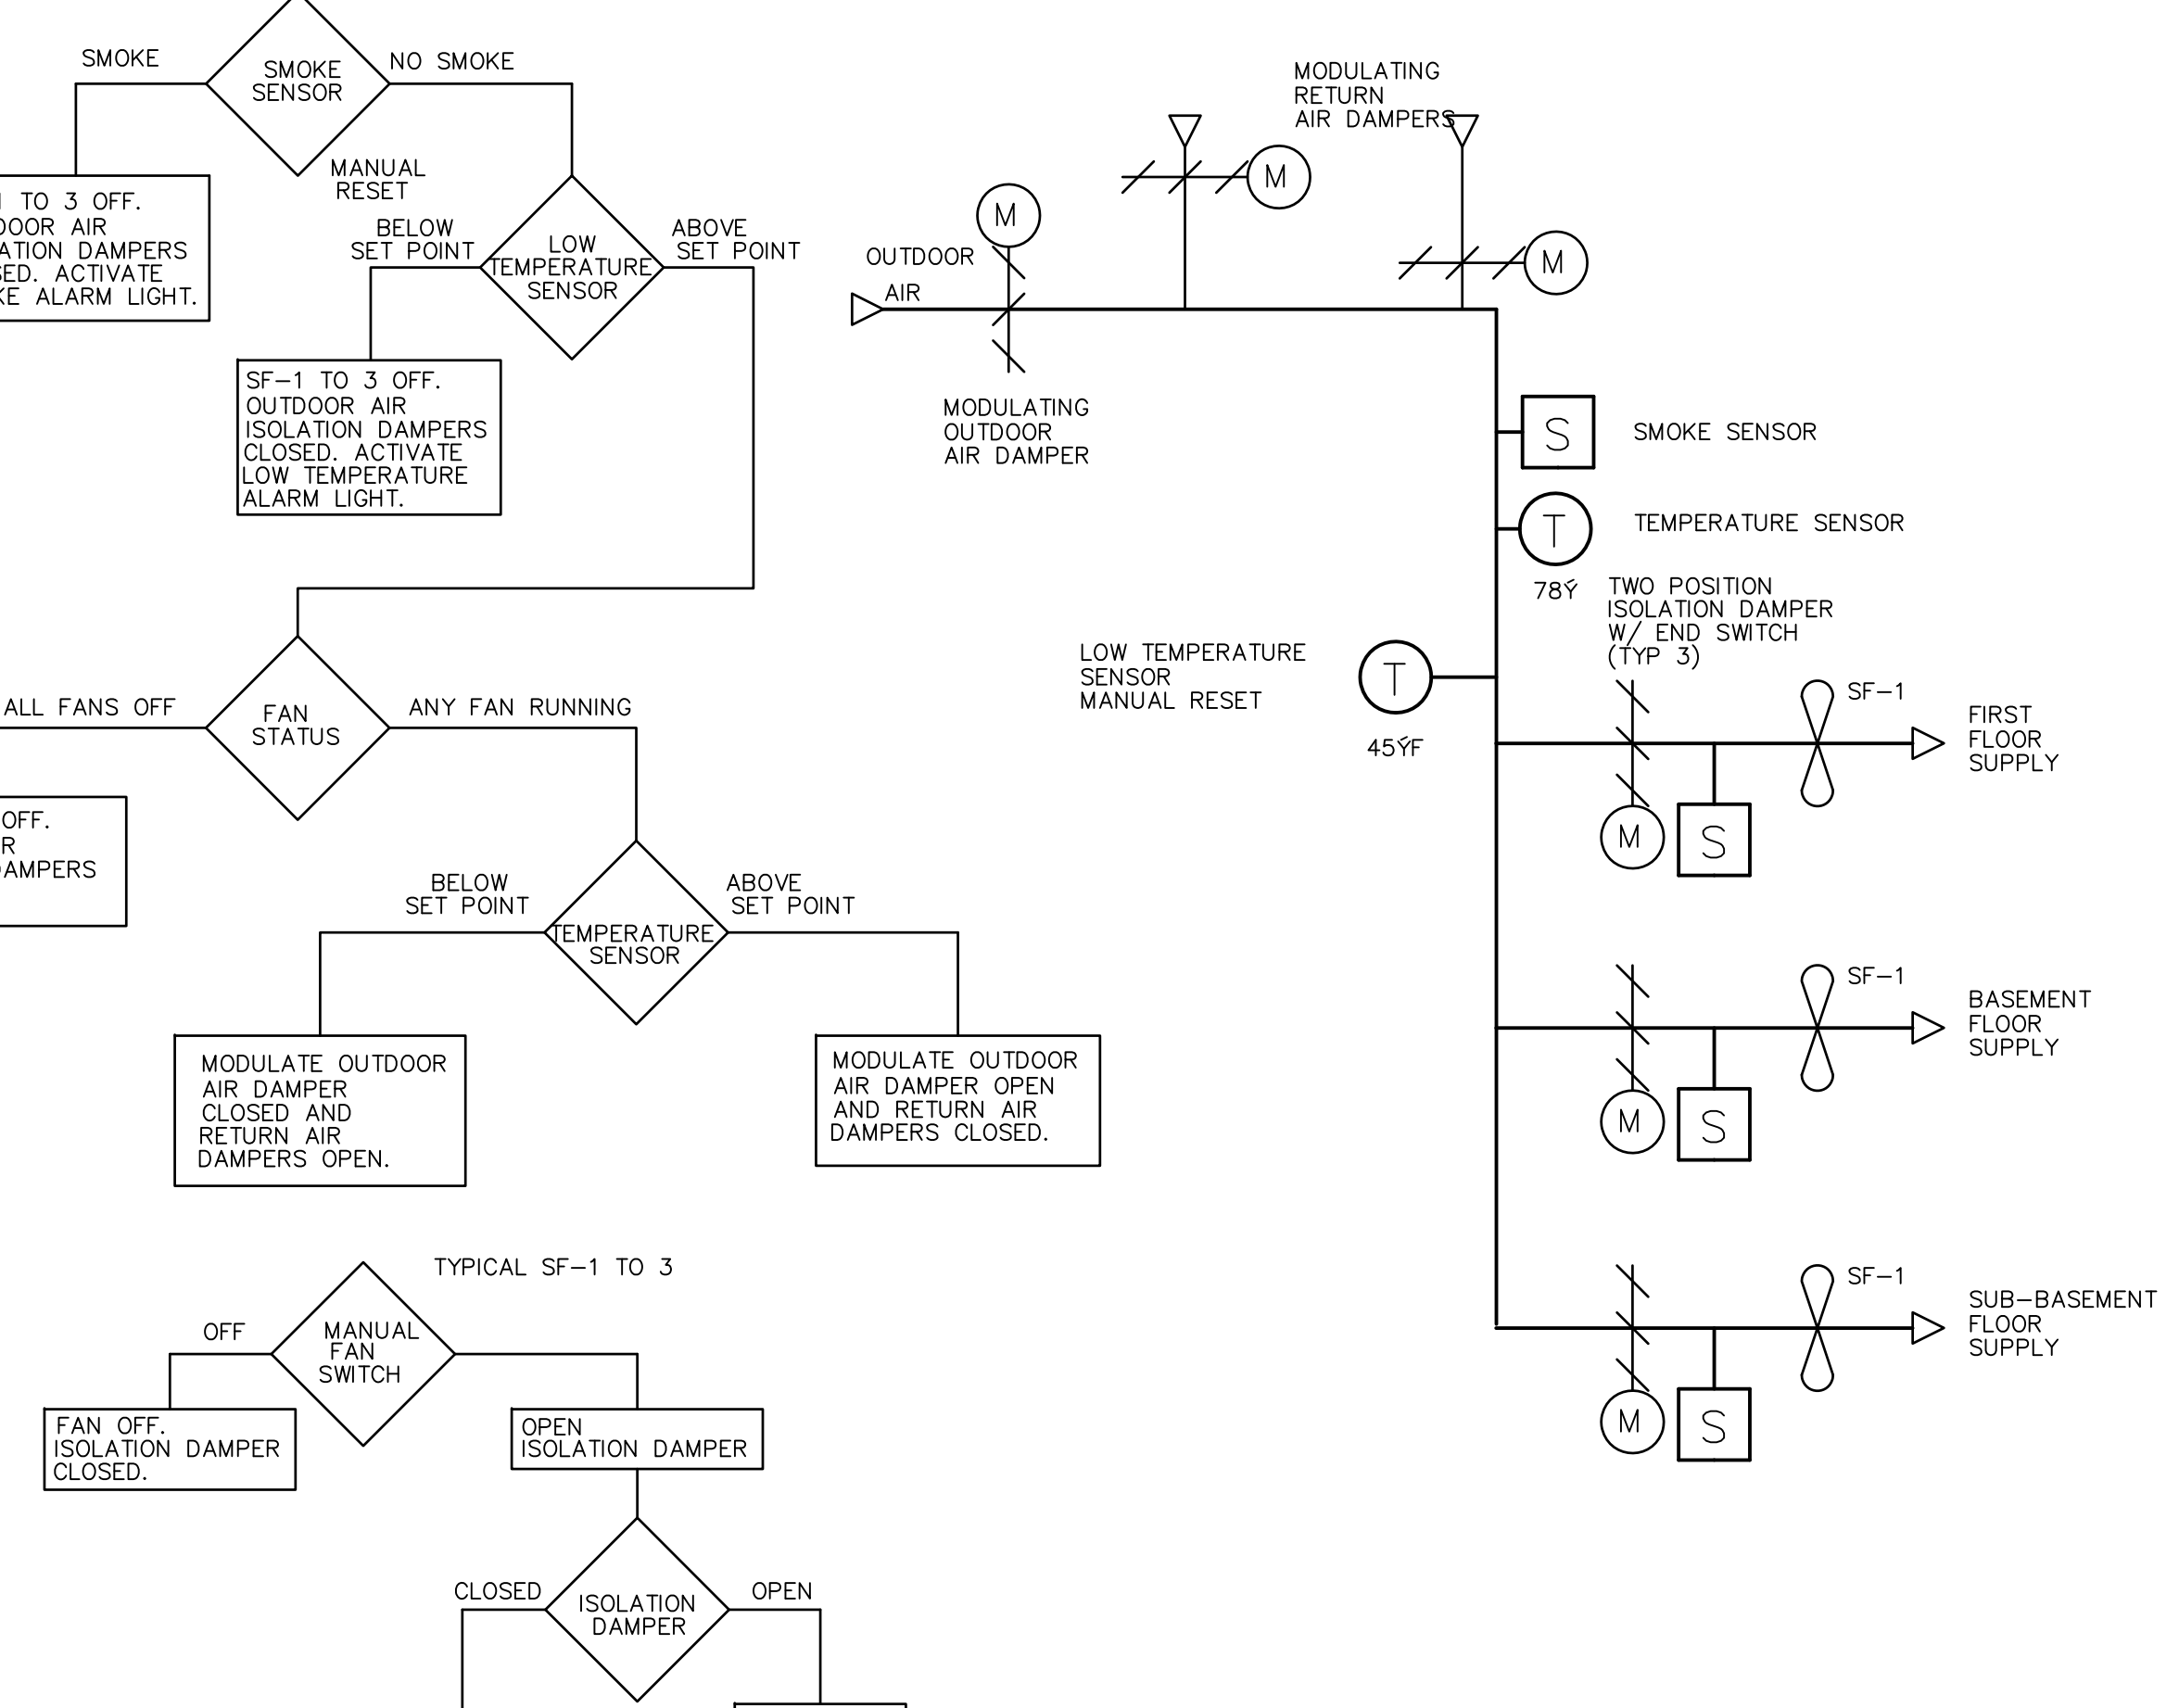 SMOKE
SMOKE
SENSOR
NO SMOKE
MANUAL
RESET
TO 3 OFF.
AIR
DAMPERS
ACTIVATE
ALARM LIGHT.
BELOW
SET POINT
LOW
TEMPERATURE
SENSOR
ABOVE
SET POINT
SF-1 TO 3 OFF.
OUTDOOR AIR
ISOLATION DAMPERS
CLOSED. ACTIVATE
LOW TEMPERATURE
ALARM LIGHT.
ALL FANS OFF
FAN
STATUS
ANY FAN RUNNING
OFF.
BELOW
SET POINT
TEMPERATURE
SENSOR
ABOVE
SET POINT
MODULATE OUTDOOR
AIR DAMPER
CLOSED AND
RETURN AIR
DAMPERS OPEN.
MODULATE OUTDOOR
AIR DAMPER OPEN
AND RETURN AIR
DAMPERS CLOSED.
TYPICAL SF-1 TO 3
OFF
MANUAL
FAN
SWITCH
FAN OFF.
ISOLATION DAMPER
CLOSED.
OPEN
ISOLATION DAMPER
CLOSED
ISOLATION
DAMPER
OPEN
MODULATING
RETURN
AIR DAMPERS
M
M
M
OUTDOOR
AIR
MODULATING
OUTDOOR
AIR DAMPER
S
SMOKE SENSOR
T
TEMPERATURE SENSOR
78Ý
TWO POSITION
ISOLATION DAMPER
W/ END SWITCH
(TYP 3)
LOW TEMPERATURE
SENSOR
MANUAL RESET
T
45ÝF
SF-1
FIRST
FLOOR
SUPPLY
M
S
SF-1
BASEMENT
FLOOR
SUPPLY
M
S
SF-1
SUB-BASEMENT
FLOOR
SUPPLY
M
S